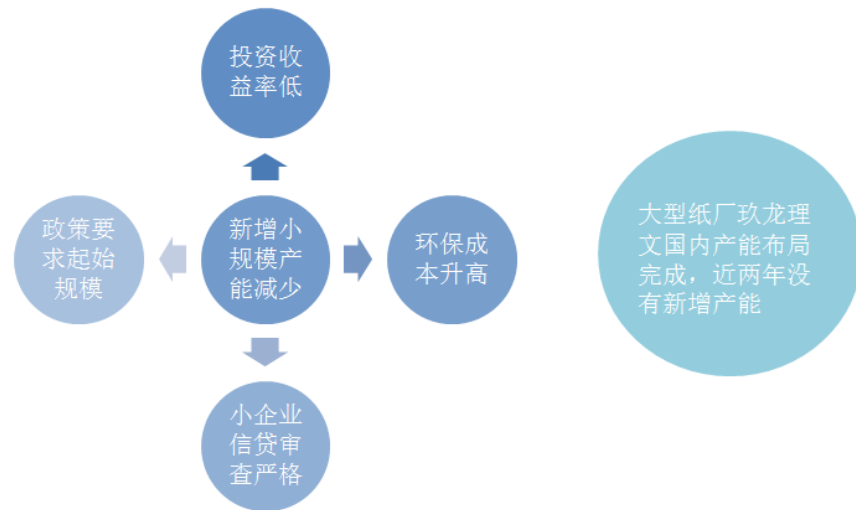 投资收
益率低
政策要
求起始
规模
新增小
规模产
能减少
环保成
本升高
小企业
信贷审
查严格
大型纸厂玖龙理
文国内产能布局
完成，近两年没
有新增产能